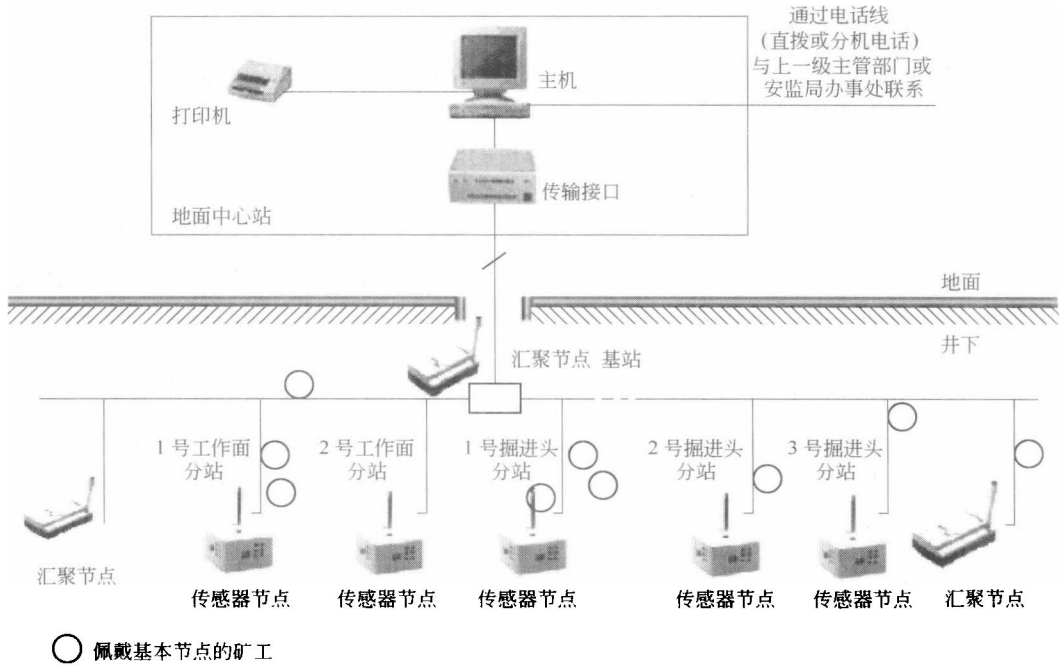 通过电话线
(直拨或分机电话)
与上一级主管部门或
安监局办事处联系
主机
打印机
传输接口
地面中心站
地面
井下
汇聚节点 基站
1号工作面
分站
2号工作面
分站
1号掘进头
分站
2号掘进头
分站
3号掘进头
分站
汇聚节点
传感器节点
传感器节点
传感器节点
传感器节点
传感器节点
汇聚节点
佩戴基本节点的矿工